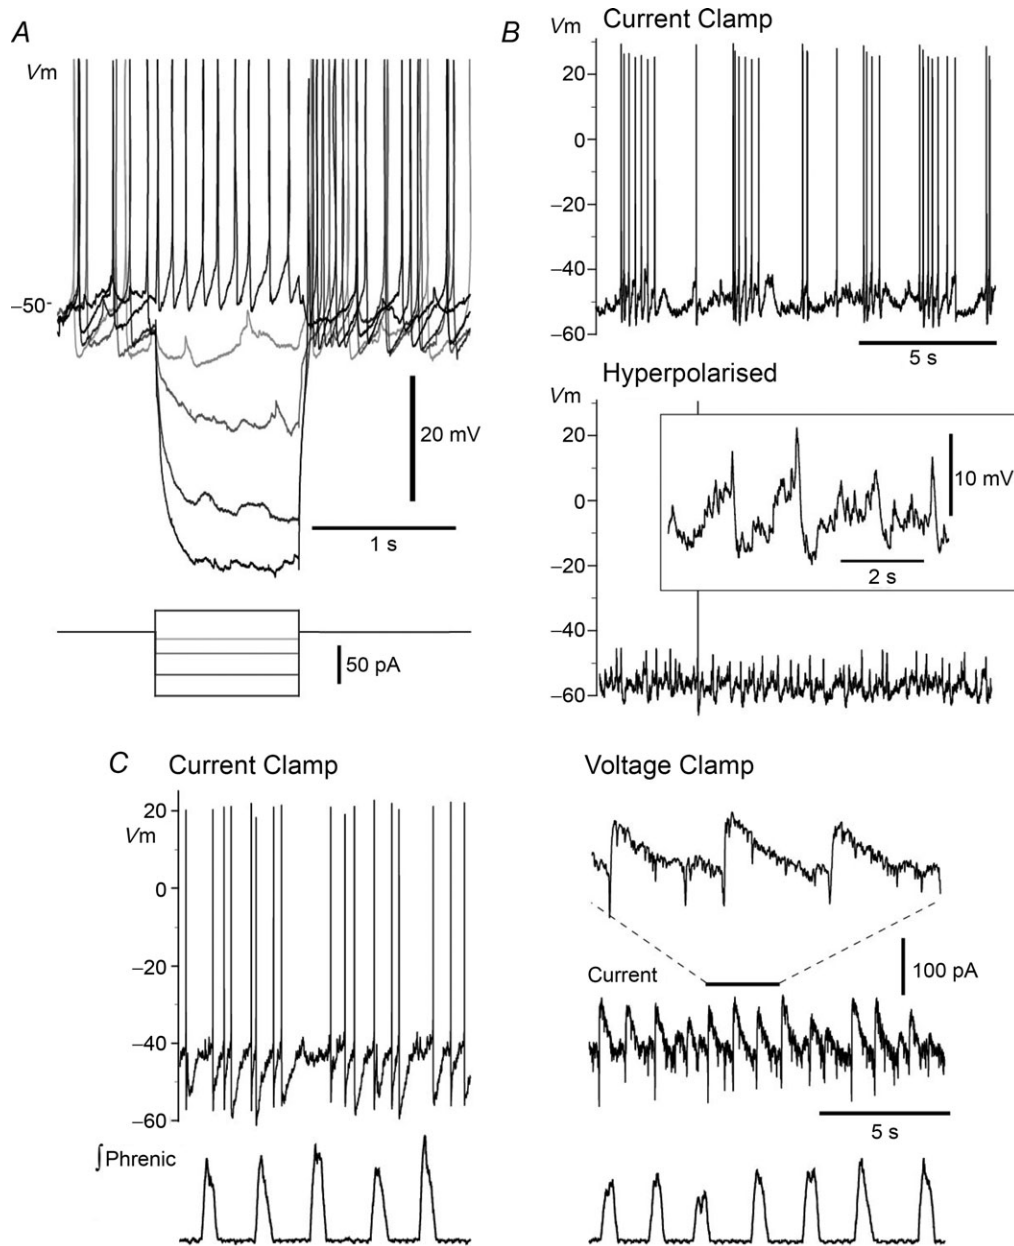 A
Vm
–50-
20 mV
1 s
50 pA
B
Current Clamp
Vm
20
0
–20
–40
–60
5 s
Hyperpolarised
Vm
20
0
–20
–40
–60
10 mV
2 s
C Current Clamp
20
Vm
0
–20
–40
–60
∫Phrenic
Voltage Clamp
Current
100 pA
5 s